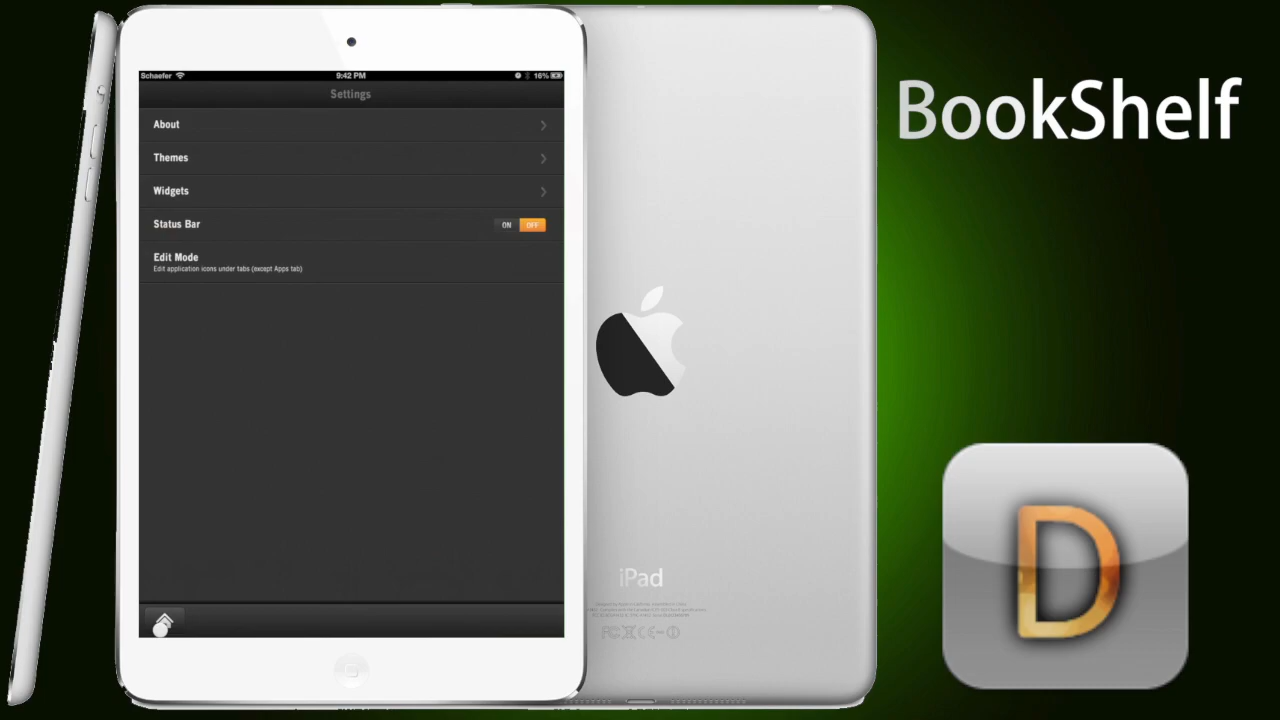 Schaefer 9:42 PM 16%
Settings
About
Themes
Widgets
Status Bar ON OFF
Edit Mode
Edit application icons under tabs (except Apps tab)
iPad
BookShelf
D